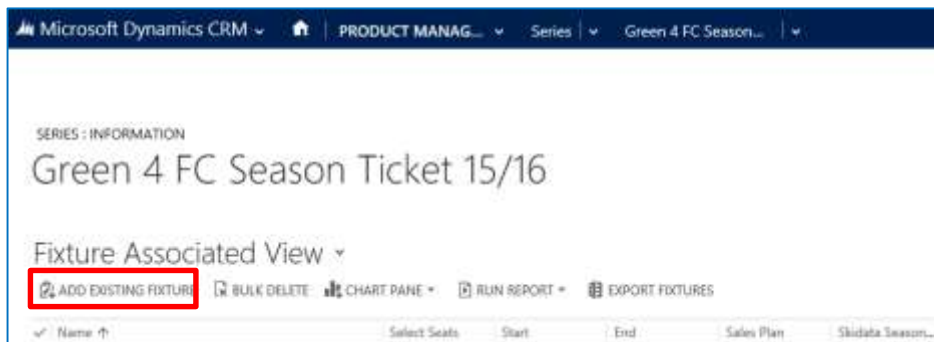 Microsoft Dynamics CRM PRODUCT MANAG... Series Green 4 FC Season...
SERIES : INFORMATION
Green 4 FC Season Ticket 15/16
Fixture Associated View
ADD EXISTING FIXTURE BULK DELETE CHART PANE RUN REPORT EXPORT FIXTURES
Name ↑ Select Seats Start End Sales Plan Skidata Season...